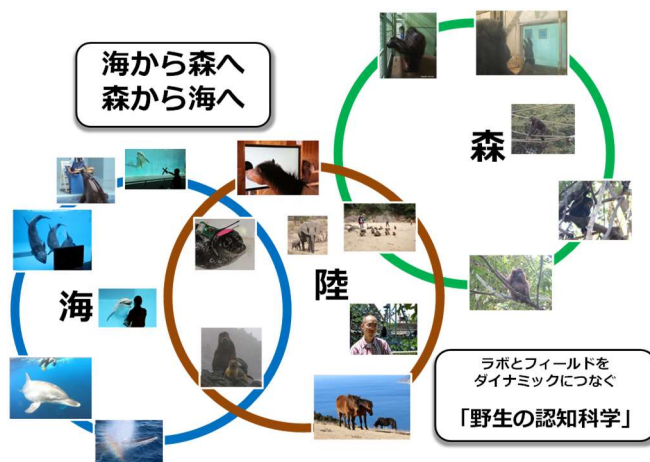 海から森へ
森から海へ
森
海
陸
ラボとフィールドを
ダイナミックにつなぐ
「野生の認知科学」